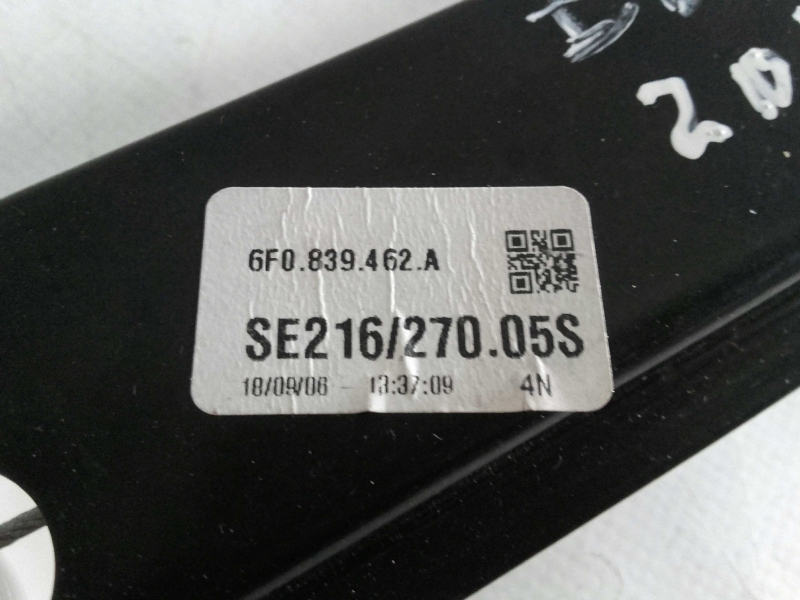 6F0.839.462.A
SE216/270.05S
18/09/06 - 13:37:09 4N